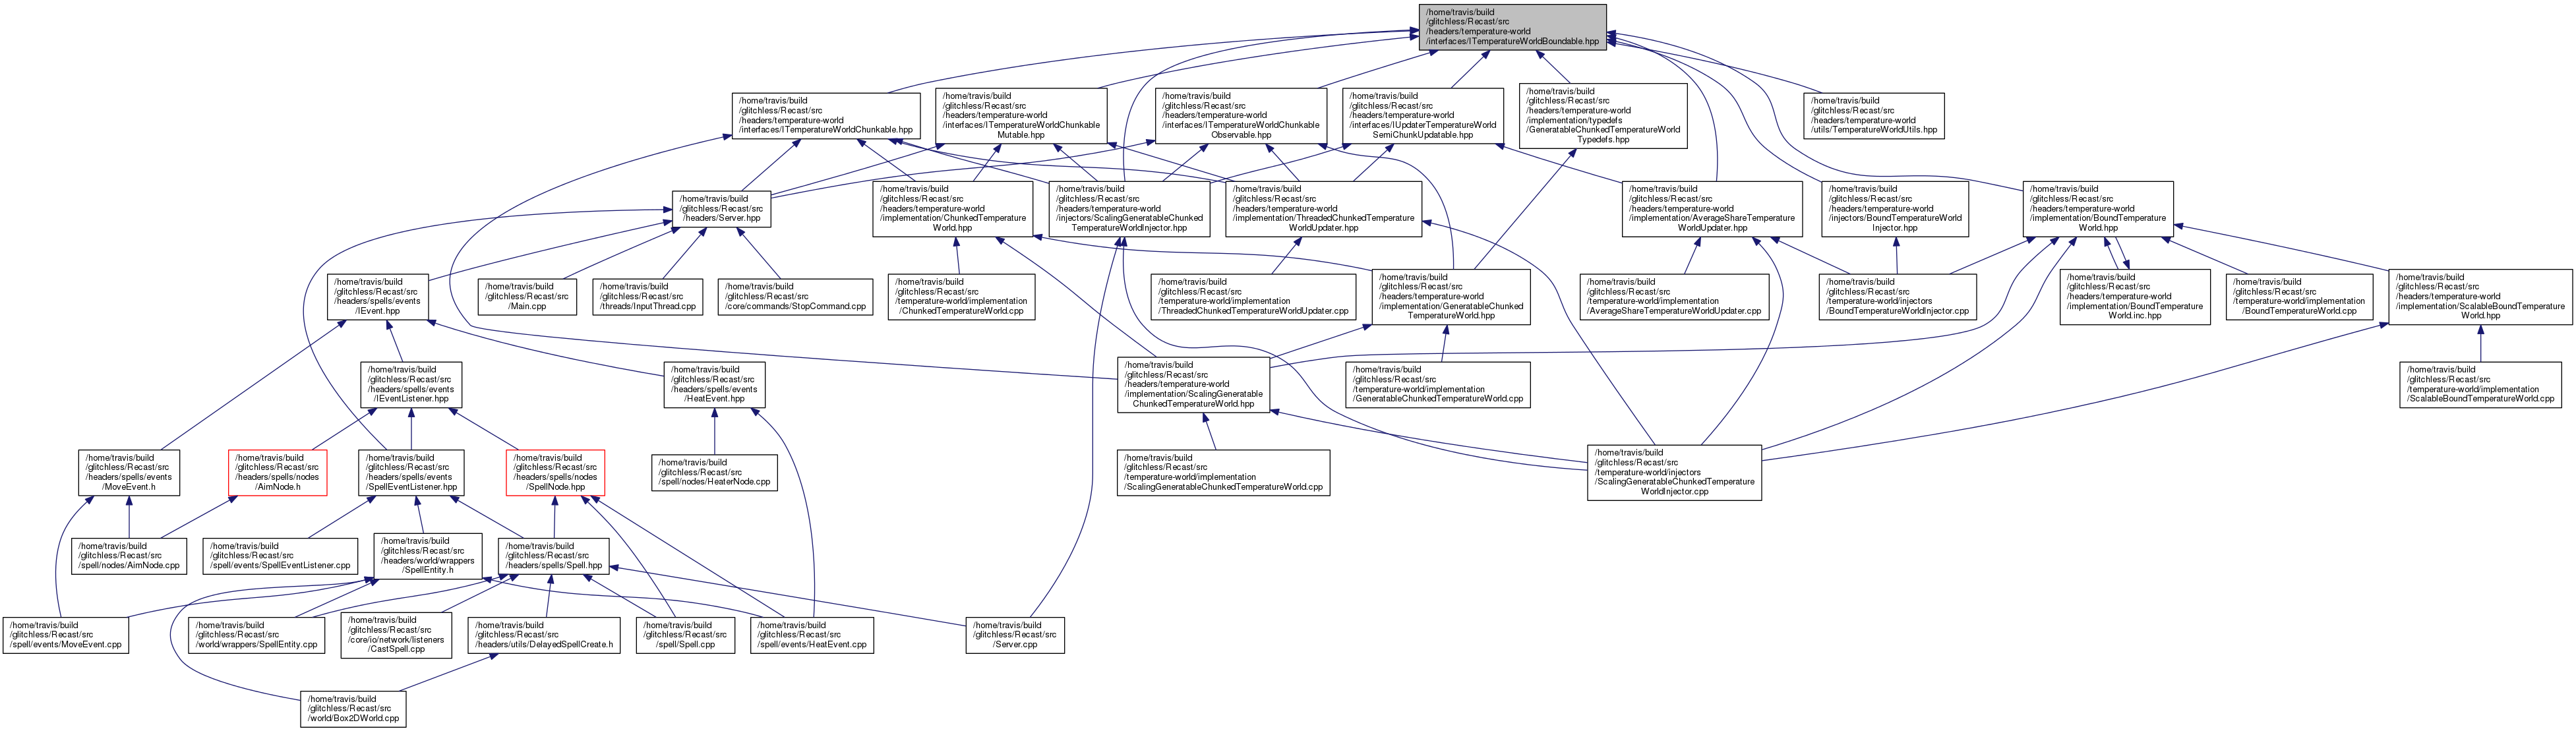 /home/travis/build
/glitchless/Recast/src
/headers/temperature-world
/interfaces/ITemperatureWorldBoundable.hpp
/home/travis/build
/glitchless/Recast/src
/headers/temperature-world
/interfaces/ITemperatureWorldChunkable.hpp
/home/travis/build
/glitchless/Recast/src
/headers/temperature-world
/interfaces/ITemperatureWorldChunkable
Mutable.hpp
/home/travis/build
/glitchless/Recast/src
/headers/temperature-world
/interfaces/ITemperatureWorldChunkable
Observable.hpp
/home/travis/build
/glitchless/Recast/src
/headers/temperature-world
/interfaces/IUpdaterTemperatureWorld
SemiChunkUpdatable.hpp
/home/travis/build
/glitchless/Recast/src
/headers/temperature-world
/implementation/typedefs
/GeneratableChunkedTemperatureWorld
Typedefs.hpp
/home/travis/build
/glitchless/Recast/src
/headers/temperature-world
/utils/TemperatureWorldUtils.hpp
/home/travis/build
/glitchless/Recast/src
/headers/Server.hpp
/home/travis/build
/glitchless/Recast/src
/headers/temperature-world
/implementation/ChunkedTemperature
World.hpp
/home/travis/build
/glitchless/Recast/src
/headers/temperature-world
/injectors/ScalingGeneratableChunked
TemperatureWorldInjector.hpp
/home/travis/build
/glitchless/Recast/src
/headers/temperature-world
/implementation/ThreadedChunkedTemperature
WorldUpdater.hpp
/home/travis/build
/glitchless/Recast/src
/headers/temperature-world
/implementation/AverageShareTemperature
WorldUpdater.hpp
/home/travis/build
/glitchless/Recast/src
/headers/temperature-world
/injectors/BoundTemperatureWorld
Injector.hpp
/home/travis/build
/glitchless/Recast/src
/headers/temperature-world
/implementation/BoundTemperature
World.hpp
/home/travis/build
/glitchless/Recast/src
/headers/spells/events
/IEvent.hpp
/home/travis/build
/glitchless/Recast/src
/Main.cpp
/home/travis/build
/glitchless/Recast/src
/threads/InputThread.cpp
/home/travis/build
/glitchless/Recast/src
/core/commands/StopCommand.cpp
/home/travis/build
/glitchless/Recast/src
/temperature-world/implementation
/ChunkedTemperatureWorld.cpp
/home/travis/build
/glitchless/Recast/src
/temperature-world/implementation
/ThreadedChunkedTemperatureWorldUpdater.cpp
/home/travis/build
/glitchless/Recast/src
/headers/temperature-world
/implementation/GeneratableChunked
TemperatureWorld.hpp
/home/travis/build
/glitchless/Recast/src
/temperature-world/implementation
/AverageShareTemperatureWorldUpdater.cpp
/home/travis/build
/glitchless/Recast/src
/temperature-world/injectors
/BoundTemperatureWorldInjector.cpp
/home/travis/build
/glitchless/Recast/src
/headers/temperature-world
/implementation/BoundTemperature
World.inc.hpp
/home/travis/build
/glitchless/Recast/src
/temperature-world/implementation
/BoundTemperatureWorld.cpp
/home/travis/build
/glitchless/Recast/src
/headers/temperature-world
/implementation/ScalableBoundTemperature
World.hpp
/home/travis/build
/glitchless/Recast/src
/headers/spells/events
/IEventListener.hpp
/home/travis/build
/glitchless/Recast/src
/headers/spells/events
/HeatEvent.hpp
/home/travis/build
/glitchless/Recast/src
/headers/temperature-world
/implementation/ScalingGeneratable
ChunkedTemperatureWorld.hpp
/home/travis/build
/glitchless/Recast/src
/temperature-world/implementation
/GeneratableChunkedTemperatureWorld.cpp
/home/travis/build
/glitchless/Recast/src
/temperature-world/implementation
/ScalableBoundTemperatureWorld.cpp
/home/travis/build
/glitchless/Recast/src
/headers/spells/events
/MoveEvent.h
/home/travis/build
/glitchless/Recast/src
/headers/spells/nodes
/AimNode.h
/home/travis/build
/glitchless/Recast/src
/headers/spells/events
/SpellEventListener.hpp
/home/travis/build
/glitchless/Recast/src
/headers/spells/nodes
/SpellNode.hpp
/home/travis/build
/glitchless/Recast/src
/spell/nodes/HeaterNode.cpp
/home/travis/build
/glitchless/Recast/src
/temperature-world/implementation
/ScalingGeneratableChunkedTemperatureWorld.cpp
/home/travis/build
/glitchless/Recast/src
/temperature-world/injectors
/ScalingGeneratableChunkedTemperature
WorldInjector.cpp
/home/travis/build
/glitchless/Recast/src
/spell/nodes/AimNode.cpp
/home/travis/build
/glitchless/Recast/src
/spell/events/SpellEventListener.cpp
/home/travis/build
/glitchless/Recast/src
/headers/world/wrappers
/SpellEntity.h
/home/travis/build
/glitchless/Recast/src
/headers/spells/Spell.hpp
/home/travis/build
/glitchless/Recast/src
/spell/events/MoveEvent.cpp
/home/travis/build
/glitchless/Recast/src
/world/wrappers/SpellEntity.cpp
/home/travis/build
/glitchless/Recast/src
/core/io/network/listeners
/CastSpell.cpp
/home/travis/build
/glitchless/Recast/src
/headers/utils/DelayedSpellCreate.h
/home/travis/build
/glitchless/Recast/src
/spell/Spell.cpp
/home/travis/build
/glitchless/Recast/src
/spell/events/HeatEvent.cpp
/home/travis/build
/glitchless/Recast/src
/Server.cpp
/home/travis/build
/glitchless/Recast/src
/world/Box2DWorld.cpp